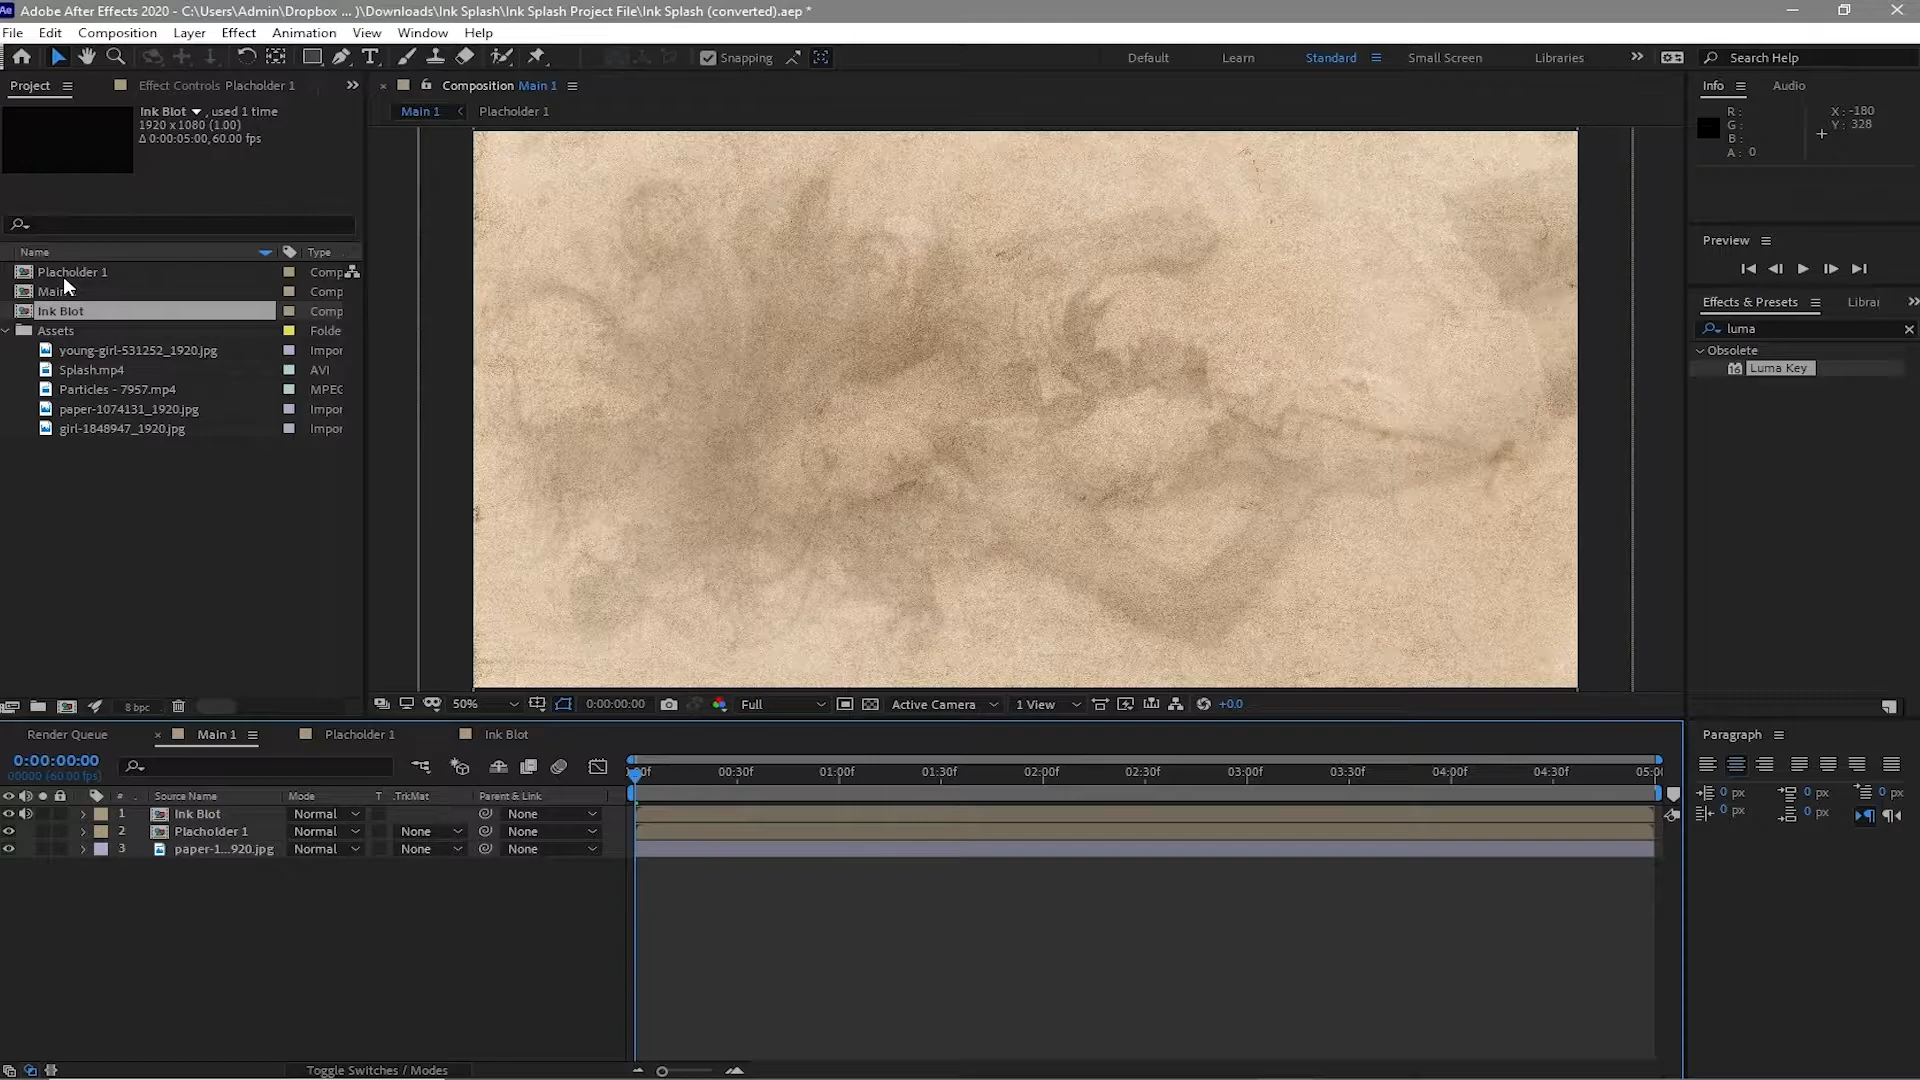 Ae Adobe After Effects 2020 - C:\Users\Admin\Dropbox ... )\Downloads\Ink Splash\Ink Splash Project File\Ink Splash (converted).aep *
File Edit Composition Layer Effect Animation View Window Help
T Snapping Default Learn Standard Small Screen Libraries Search Help
Project Effect Controls Placholder 1 Composition Main 1 Info Audio
Ink Blot , used 1 time
1920 x 1080 (1.00)
Δ 0:00:05:00, 60.00 fps
Main 1 Placholder 1
R:
G:
B:
A: 0
X: -180
Y: 328
Preview
Name Type
Placholder 1 Comp
Main Comp
Ink Blot Comp
Assets Folde
young-girl-531252_1920.jpg Impor
Splash.mp4 AVI
Particles - 7957.mp4 MPEG
paper-1074131_1920.jpg Impor
girl-1848947_1920.jpg Impor
Effects & Presets Librar
luma
Obsolete
16 Luma Key
8 bpc 50% 0:00:00:00 Full Active Camera 1 View +0.0
Render Queue Main 1 Placholder 1 Ink Blot
0:00:00:00
00000 (60.00 fps)
:00f 00:30f 01:00f 01:30f 02:00f 02:30f 03:00f 03:30f 04:00f 04:30f 05:00
# Source Name Mode T .TrkMat Parent & Link
1 Ink Blot Normal None
2 Placholder 1 Normal None None
3 paper-1...920.jpg Normal None None
Toggle Switches / Modes
Paragraph
0 px 0 px 0 px
0 px 0 px